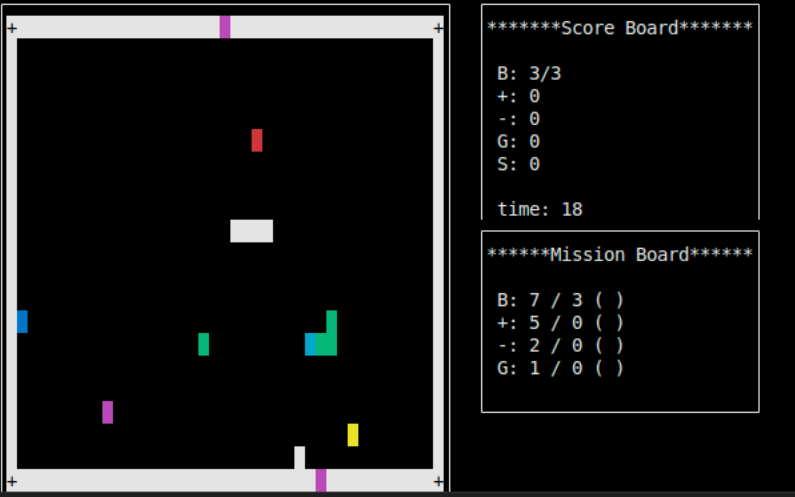 + +
*******Score Board*******
B: 3/3
+: 0
-: 0
G: 0
S: 0
time: 18
******Mission Board******
B: 7 / 3 ( )
+: 5 / 0 ( )
-: 2 / 0 ( )
G: 1 / 0 ( )
+ +